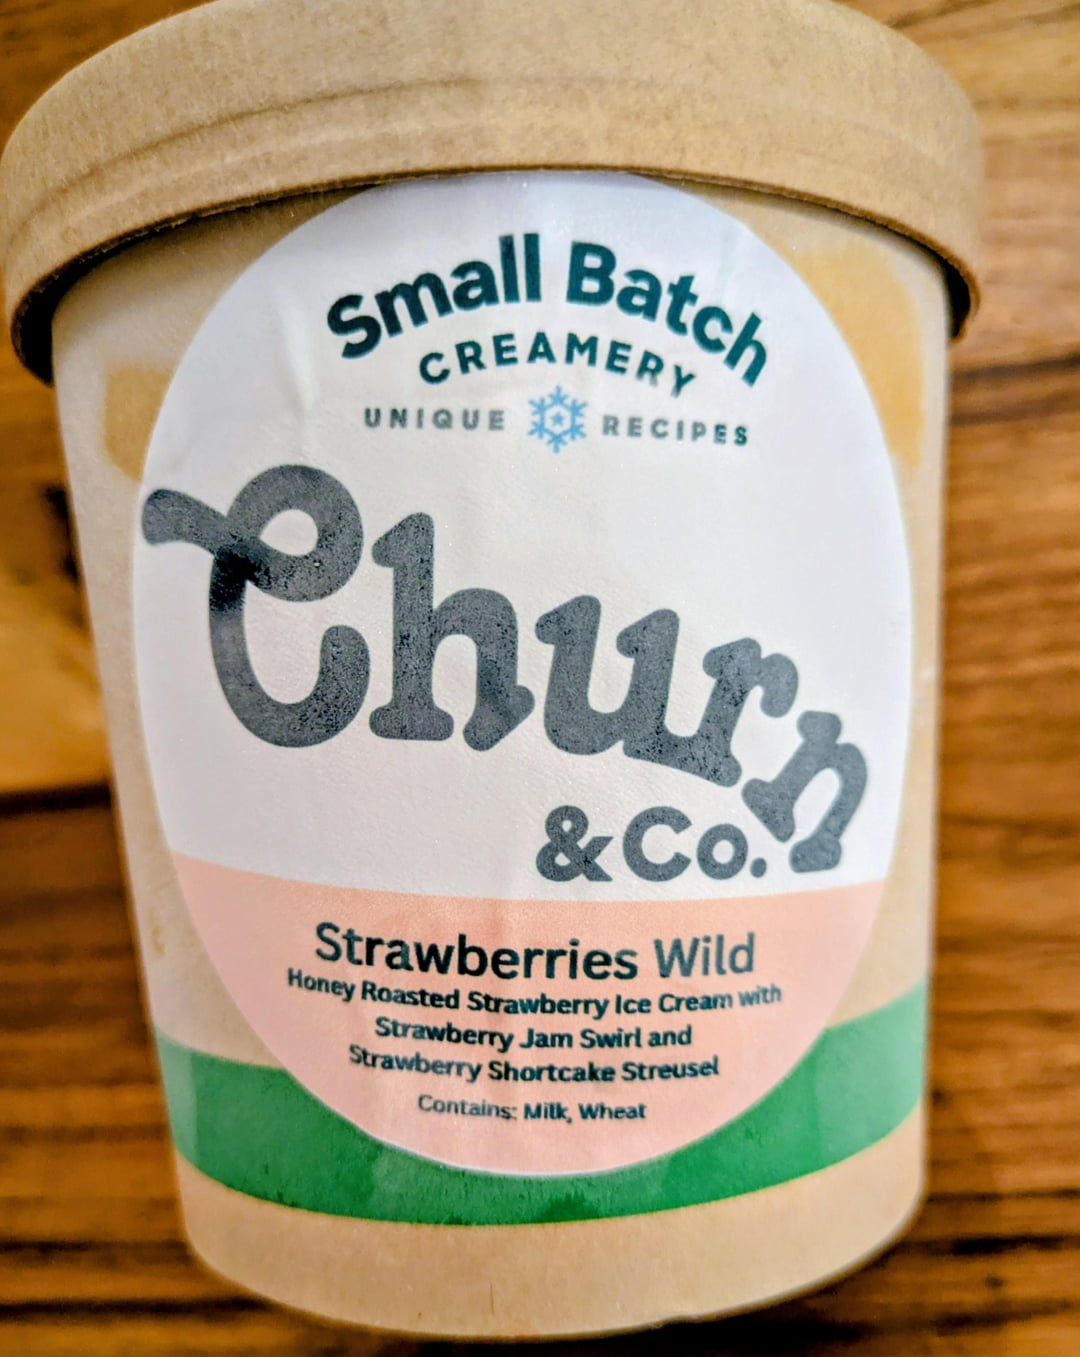 Small Batch
CREAMERY
UNIQUE RECIPES
Churn
& Co.
Strawberries Wild
Honey Roasted Strawberry Ice Cream with
Strawberry Jam Swirl and
Strawberry Shortcake Streusel
Contains: Milk, Wheat